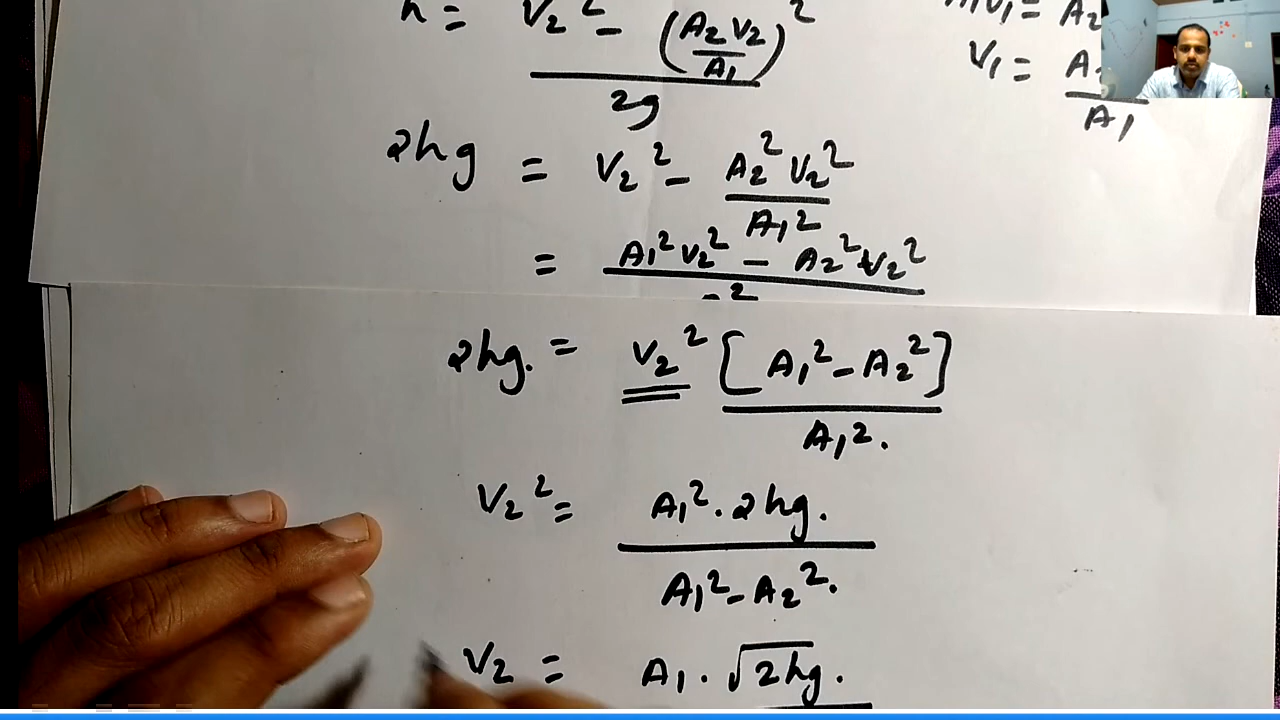 h = V₂² - (A₂V₂/A₁)² / 2g
V₁ = A
A₁
2hg = V₂² - A₂²V₂² / A₁²
= A₁²V₂² - A₂²V₂²
2hg. = V₂² [A₁² - A₂²] / A₁².
V₂² = A₁².2hg. / A₁² - A₂².
V₂ = A₁.√2hg.